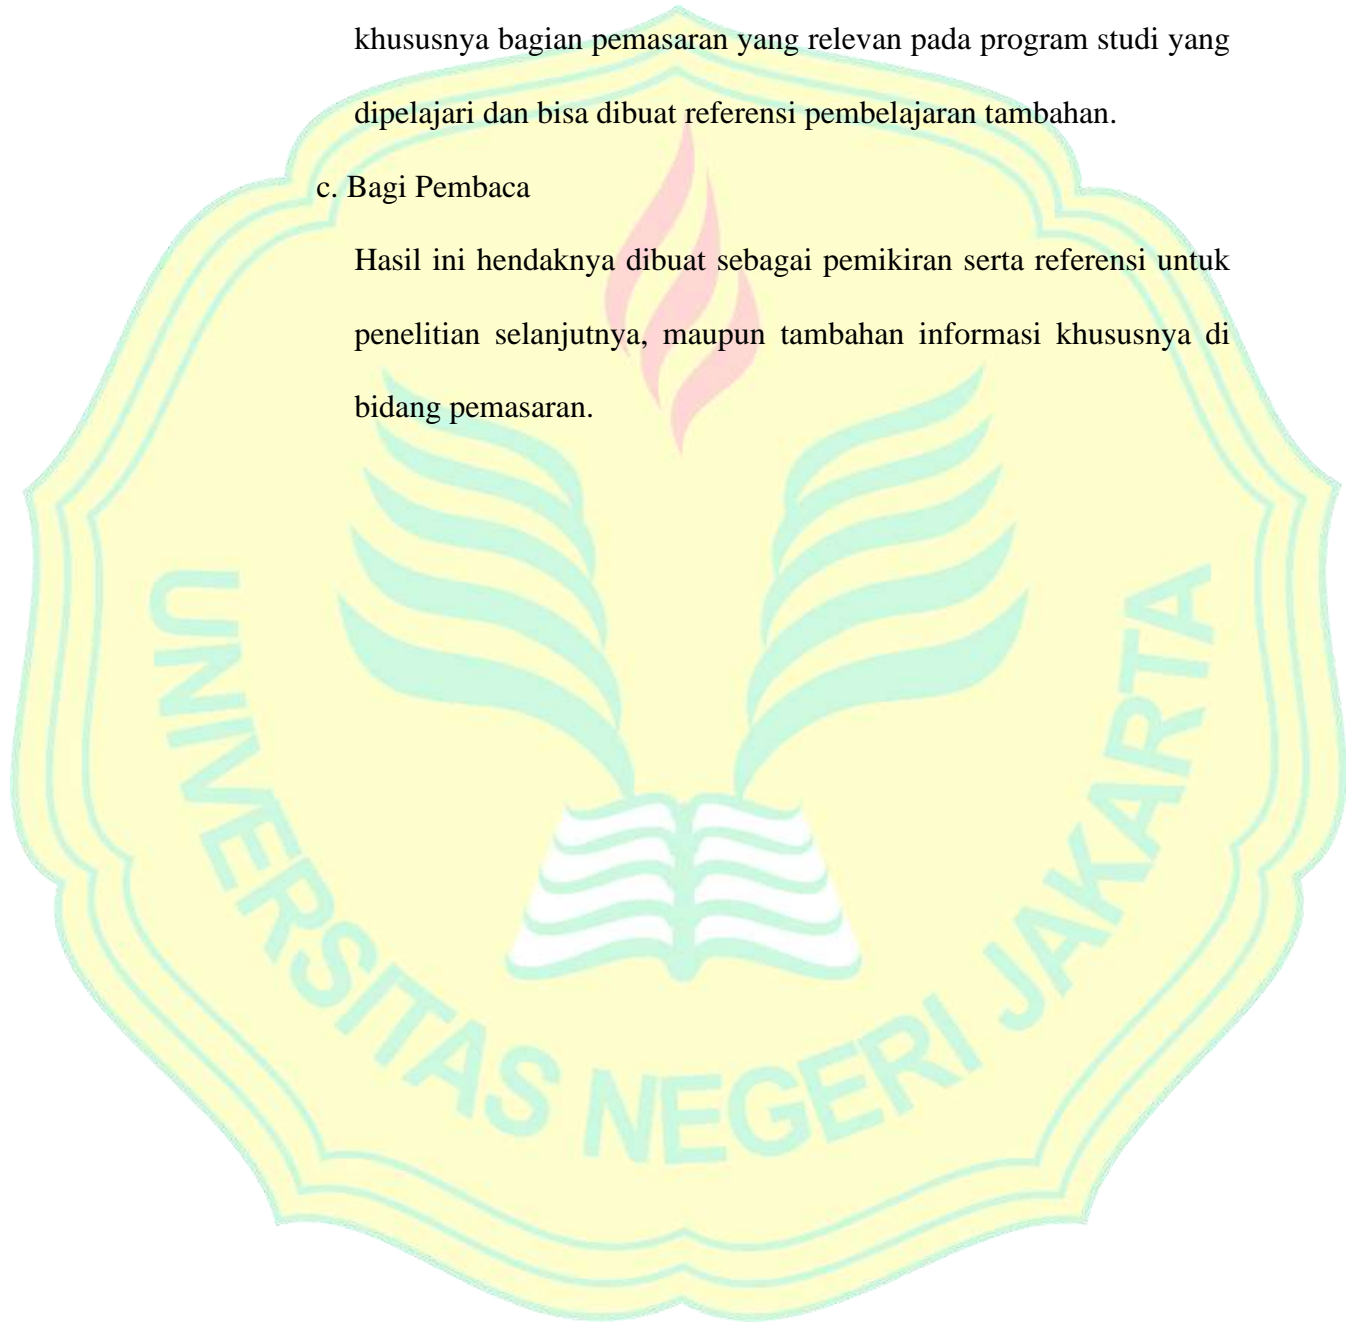 khususnya bagian pemasaran yang relevan pada program studi yang
dipelajari dan bisa dibuat referensi pembelajaran tambahan.
c. Bagi Pembaca
Hasil ini hendaknya dibuat sebagai pemikiran serta referensi untuk
penelitian selanjutnya, maupun tambahan informasi khususnya di
bidang pemasaran.
UNIVERSITAS NEGERI JAKARTA